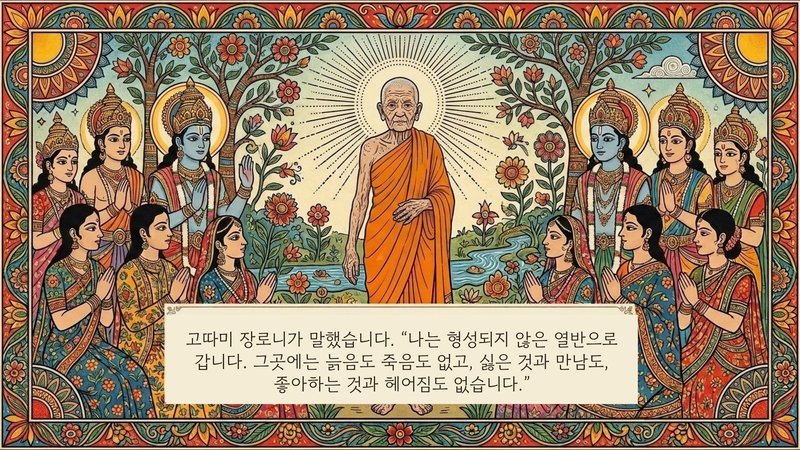 고따미 장로니가 말했습니다. “나는 형성되지 않은 열반으로
갑니다. 그곳에는 늙음도 죽음도 없고, 싫은 것과 만남도,
좋아하는 것과 헤어짐도 없습니다.”